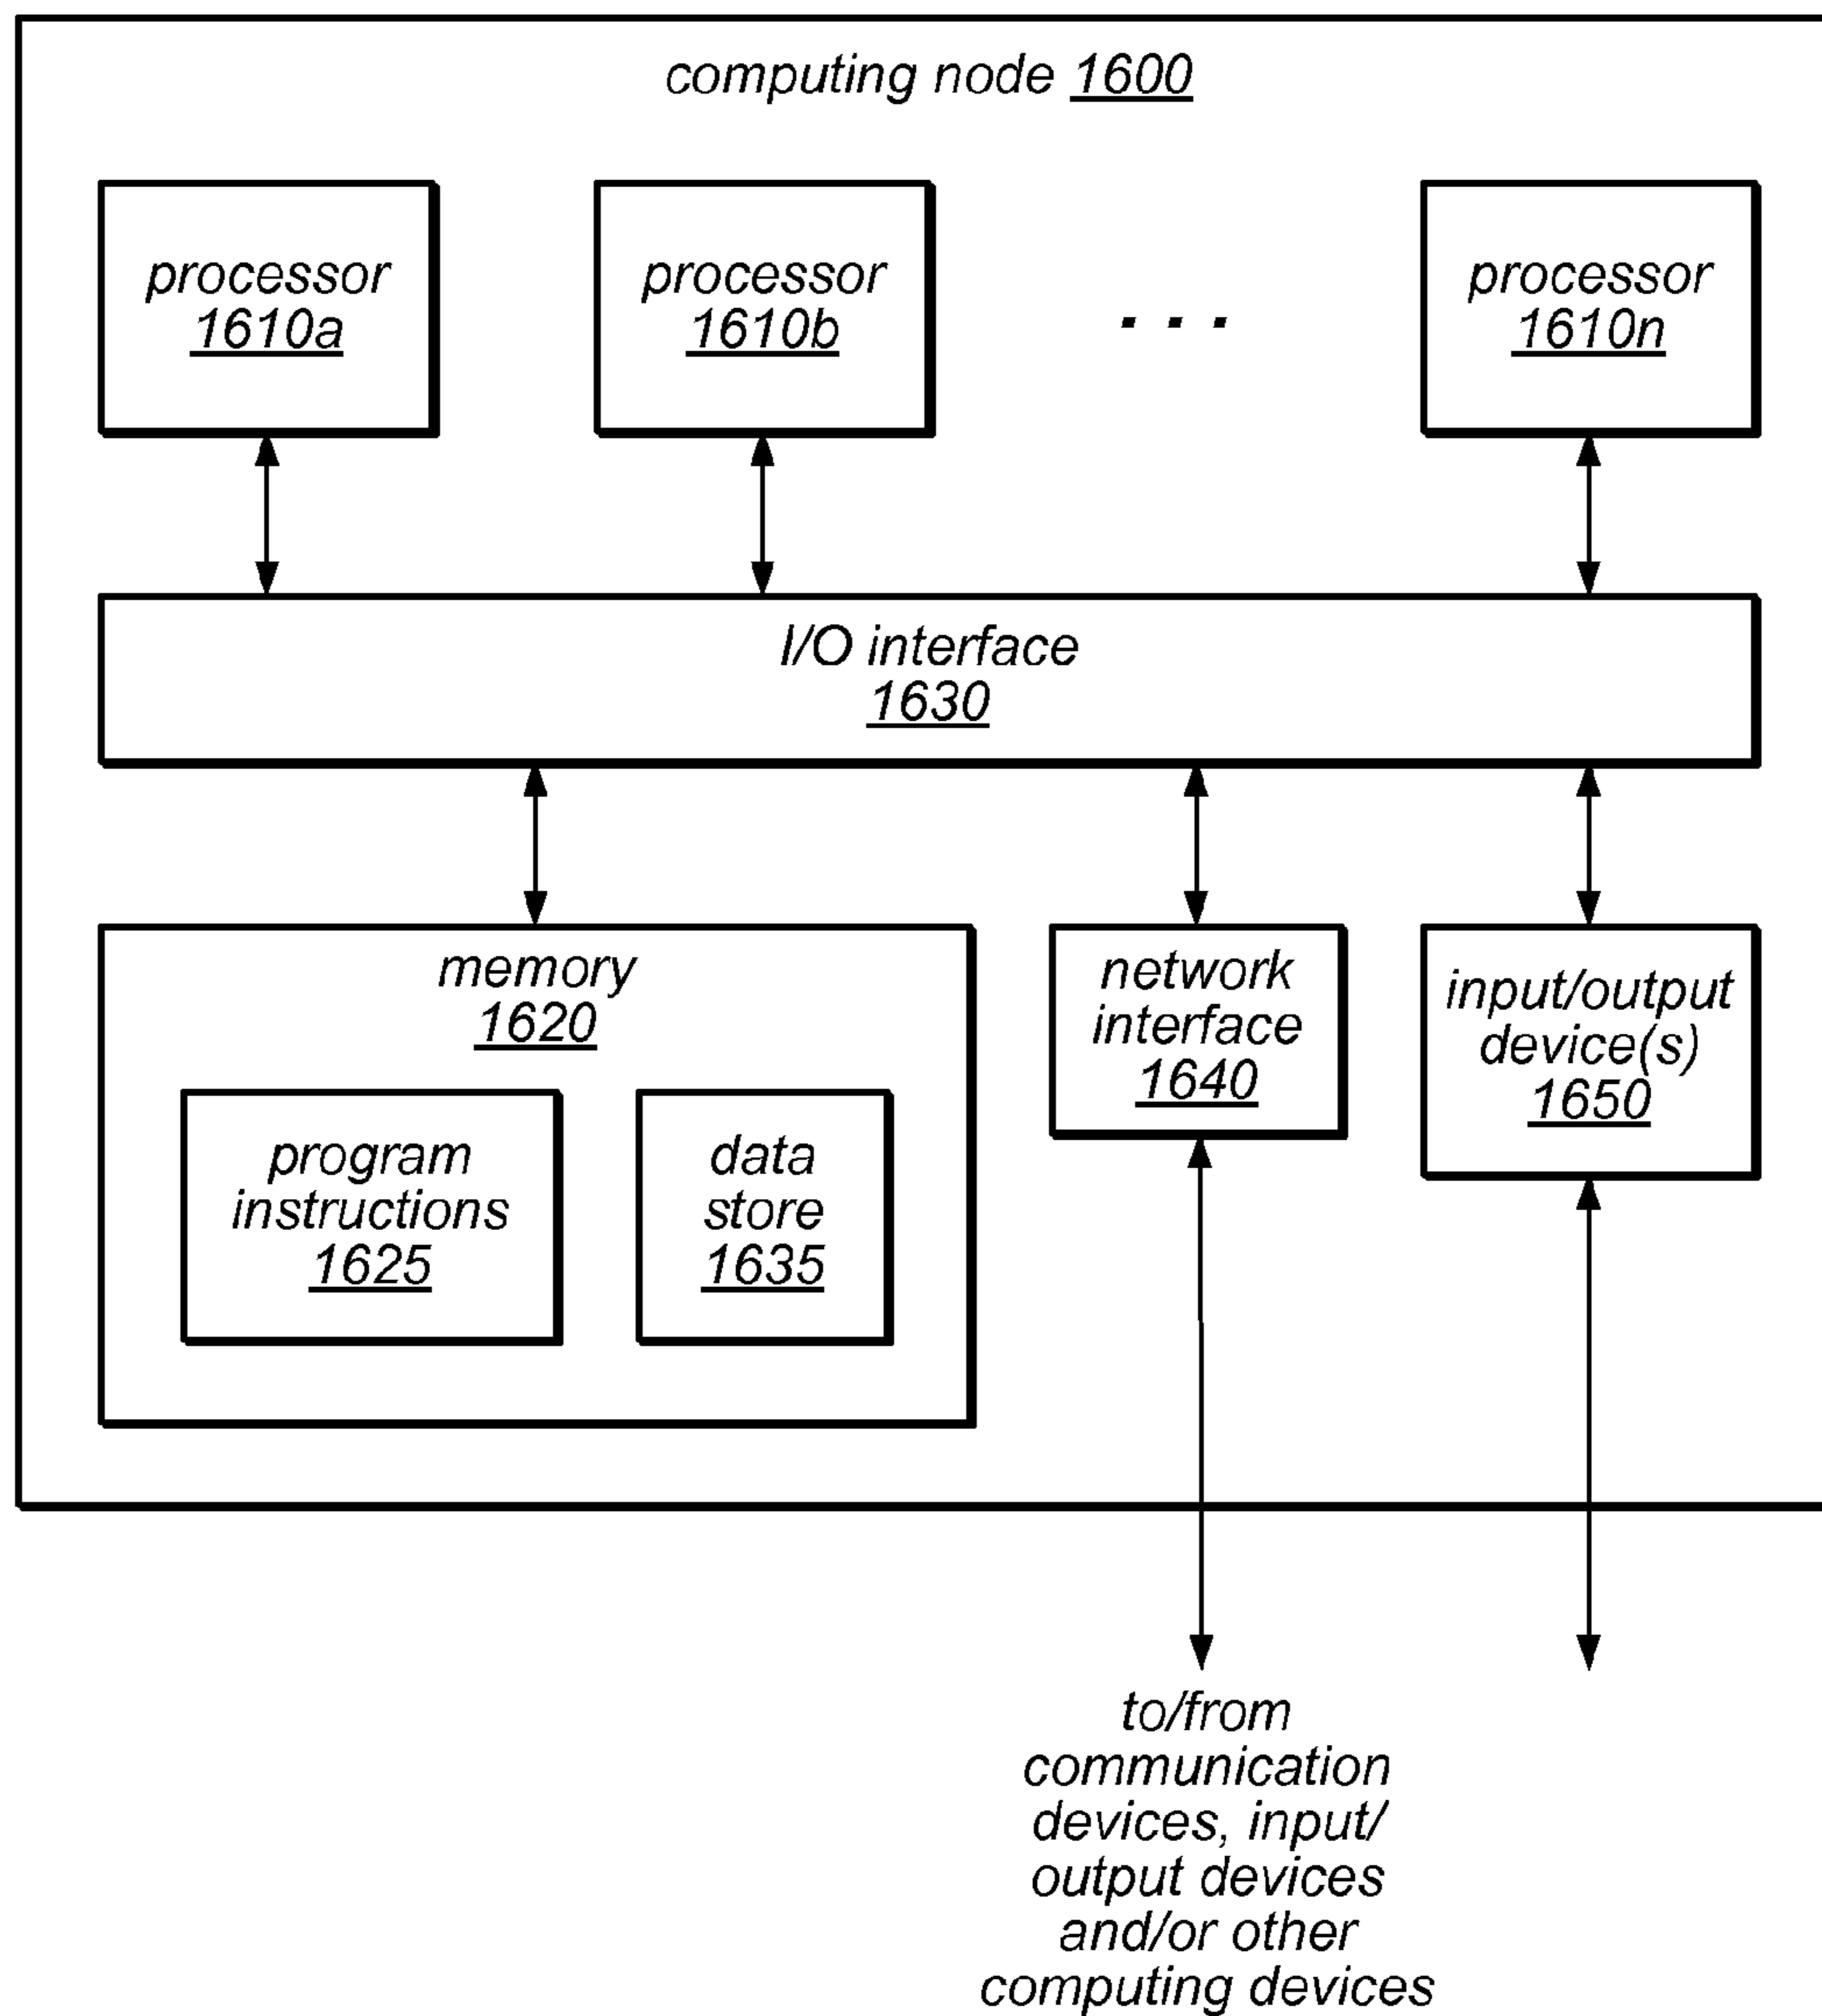 computing node 1600
processor
1610a
processor
1610b
. . .
processor
1610n
I/O interface
1630
memory
1620
program
instructions
1625
data
store
1635
network
interface
1640
input/output
device(s)
1650
to/from
communication
devices, input/
output devices
and/or other
computing devices